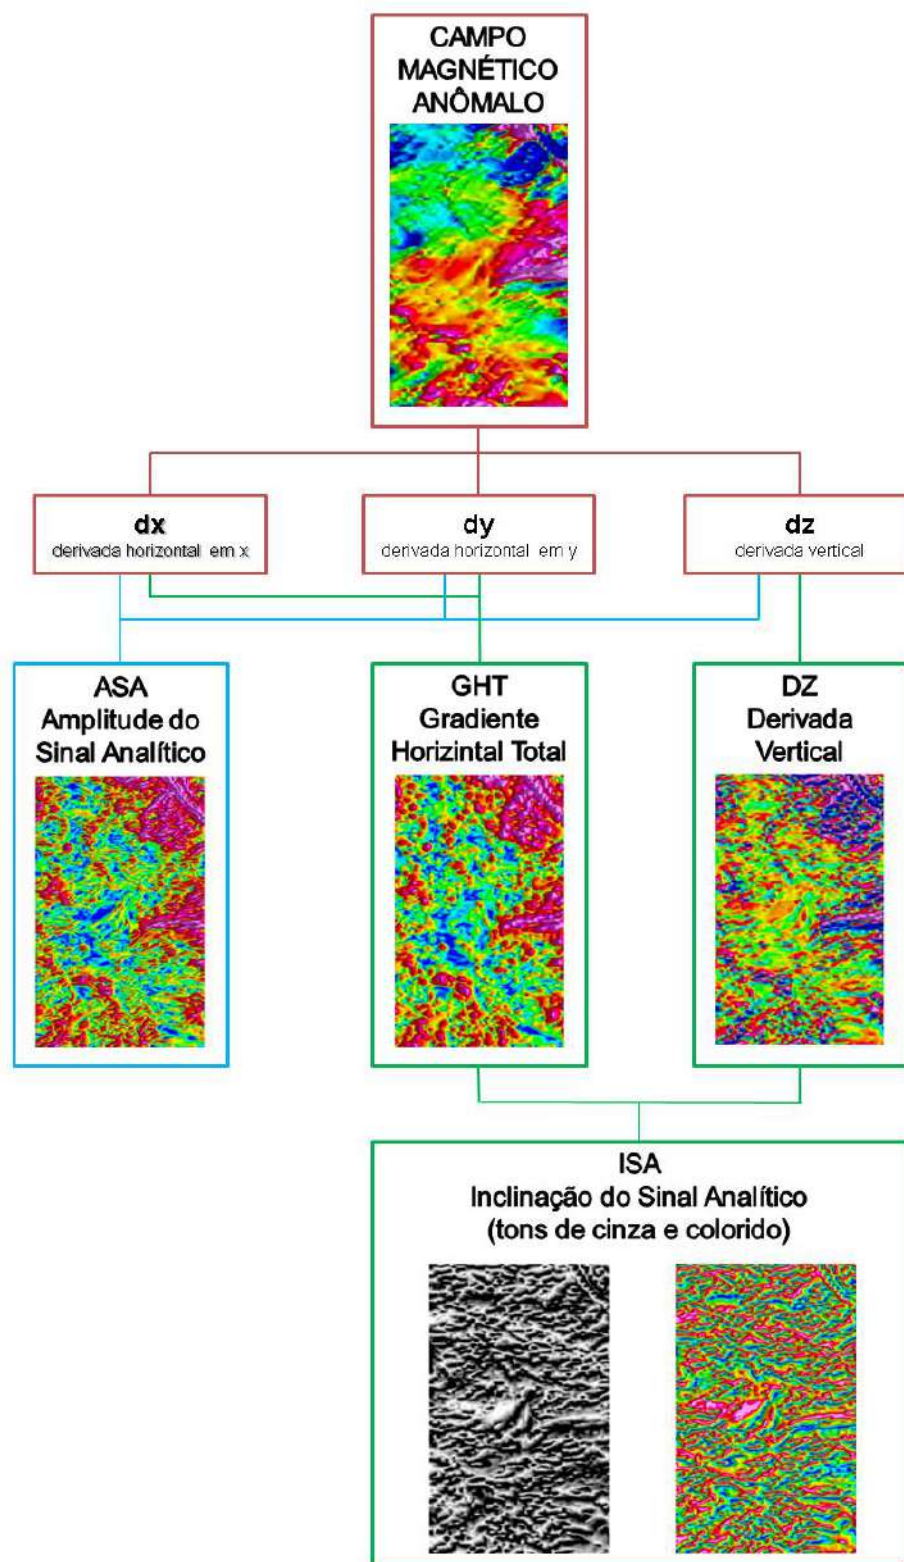 CAMPO
MAGNÉTICO
ANÔMALO
dx
derivada horizontal em x
dy
derivada horizontal em y
dz
derivada vertical
ASA
Amplitude do
Sinal Analítico
GHT
Gradiente
Horizintal Total
DZ
Derivada
Vertical
ISA
Inclinação do Sinal Analítico
(tons de cinza e colorido)